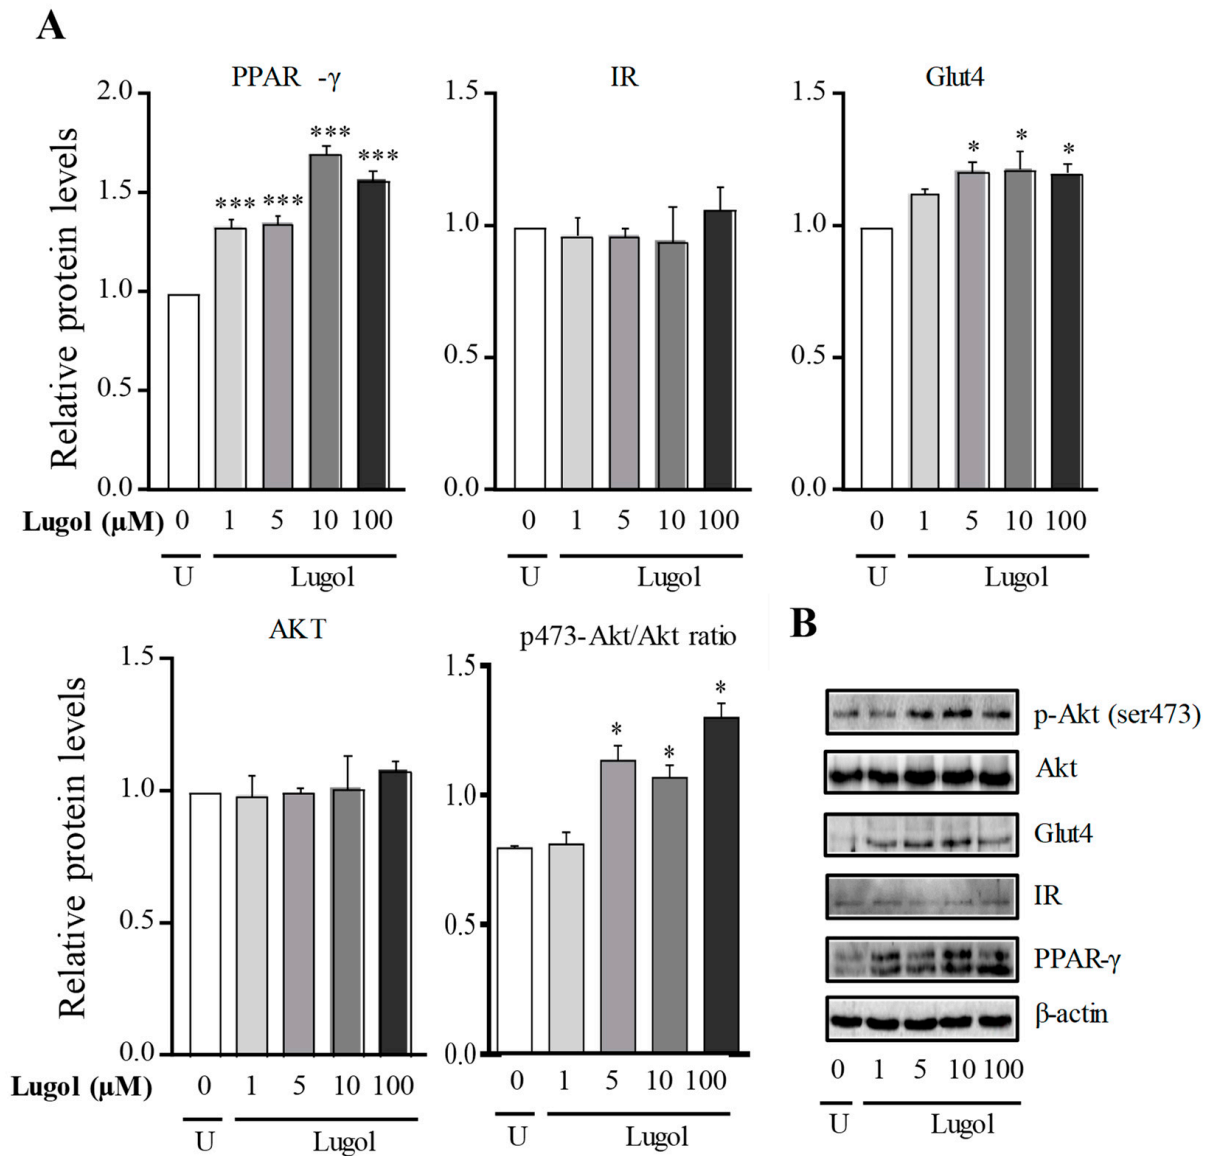 A
PPAR -γ
IR
Glut4
Relative protein levels
2.0
1.5
1.0
0.5
0.0
*** *** *** ***
1.5
1.0
0.5
0.0
1.5
1.0
0.5
0.0
* * *
Lugol (μM) 0 1 5 10 100
0 1 5 10 100
0 1 5 10 100
U Lugol
U Lugol
U Lugol
AKT
p473-Akt/Akt ratio
Relative protein levels
1.5
1.0
0.5
0.0
1.5
1.0
0.5
0.0
* * *
Lugol (μM) 0 1 5 10 100
0 1 5 10 100
U Lugol
U Lugol
B
p-Akt (ser473)
Akt
Glut4
IR
PPAR-γ
β-actin
0 1 5 10 100
U Lugol